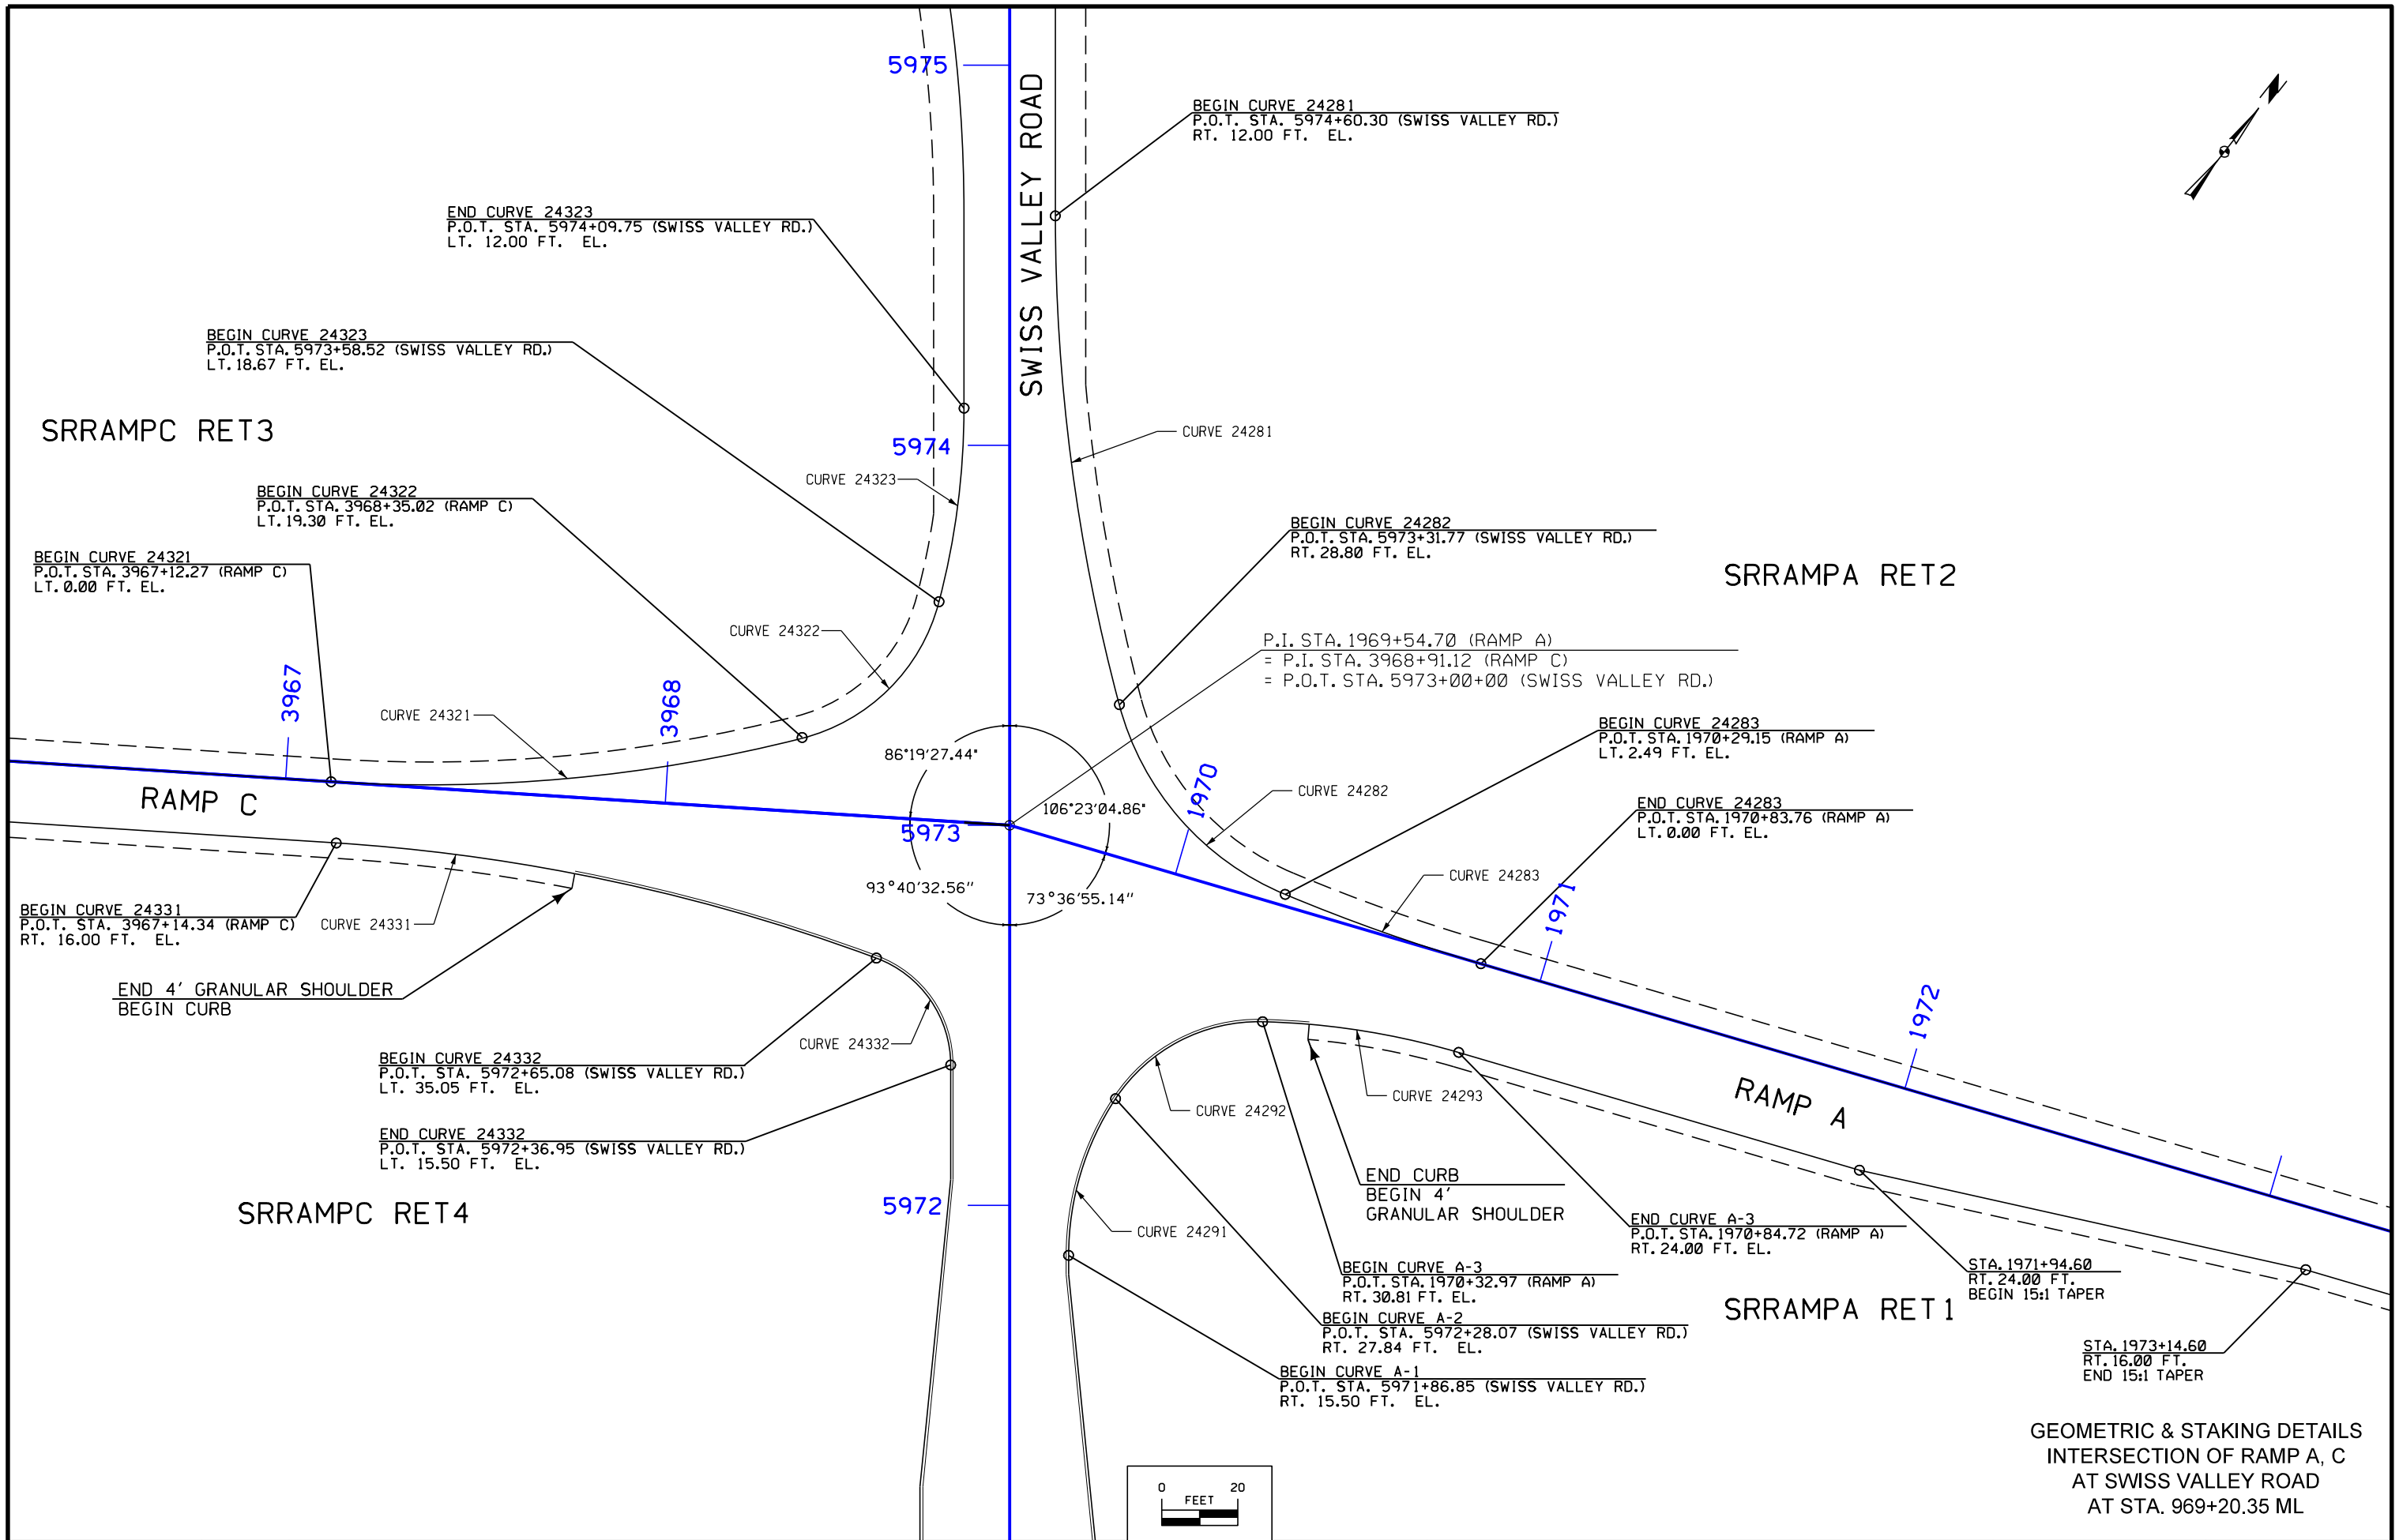 5975
SWISS VALLEY ROAD
BEGIN CURVE 24281
P.O.T. STA. 5974+60.30 (SWISS VALLEY RD.)
RT. 12.00 FT. EL.
END CURVE 24323
P.O.T. STA. 5974+09.75 (SWISS VALLEY RD.)
LT. 12.00 FT. EL.
BEGIN CURVE 24323
P.O.T. STA. 5973+58.52 (SWISS VALLEY RD.)
LT. 18.67 FT. EL.
SRRAMPC RET3
CURVE 24281
5974
CURVE 24323
BEGIN CURVE 24322
P.O.T. STA. 3968+35.02 (RAMP C)
LT. 19.30 FT. EL.
BEGIN CURVE 24282
P.O.T. STA. 5973+31.77 (SWISS VALLEY RD.)
RT. 28.80 FT. EL.
BEGIN CURVE 24321
P.O.T. STA. 3967+12.27 (RAMP C)
LT. 0.00 FT. EL.
SRRAMPA RET2
CURVE 24322
P.I. STA. 1969+54.70 (RAMP A)
= P.I. STA. 3968+91.12 (RAMP C)
= P.O.T. STA. 5973+00+00 (SWISS VALLEY RD.)
3967
3968
CURVE 24321
BEGIN CURVE 24283
P.O.T. STA. 1970+29.15 (RAMP A)
LT. 2.49 FT. EL.
86°19'27.44"
1970
CURVE 24282
RAMP C
106°23'04.86"
END CURVE 24283
P.O.T. STA. 1970+83.76 (RAMP A)
LT. 0.00 FT. EL.
5973
CURVE 24283
93°40'32.56"
73°36'55.14"
1971
BEGIN CURVE 24331
P.O.T. STA. 3967+14.34 (RAMP C)
RT. 16.00 FT. EL.
CURVE 24331
END 4' GRANULAR SHOULDER
BEGIN CURB
1972
CURVE 24332
BEGIN CURVE 24332
P.O.T. STA. 5972+65.08 (SWISS VALLEY RD.)
LT. 35.05 FT. EL.
CURVE 24292
CURVE 24293
RAMP A
END CURVE 24332
P.O.T. STA. 5972+36.95 (SWISS VALLEY RD.)
LT. 15.50 FT. EL.
END CURB
BEGIN 4'
GRANULAR SHOULDER
SRRAMPC RET4
5972
CURVE 24291
END CURVE A-3
P.O.T. STA. 1970+84.72 (RAMP A)
RT. 24.00 FT. EL.
BEGIN CURVE A-3
P.O.T. STA. 1970+32.97 (RAMP A)
RT. 30.81 FT. EL.
STA. 1971+94.60
RT. 24.00 FT.
BEGIN 15:1 TAPER
SRRAMPA RET1
BEGIN CURVE A-2
P.O.T. STA. 5972+28.07 (SWISS VALLEY RD.)
RT. 27.84 FT. EL.
STA. 1973+14.60
RT. 16.00 FT.
END 15:1 TAPER
BEGIN CURVE A-1
P.O.T. STA. 5971+86.85 (SWISS VALLEY RD.)
RT. 15.50 FT. EL.
GEOMETRIC & STAKING DETAILS
INTERSECTION OF RAMP A, C
AT SWISS VALLEY ROAD
AT STA. 969+20.35 ML
0 20
FEET